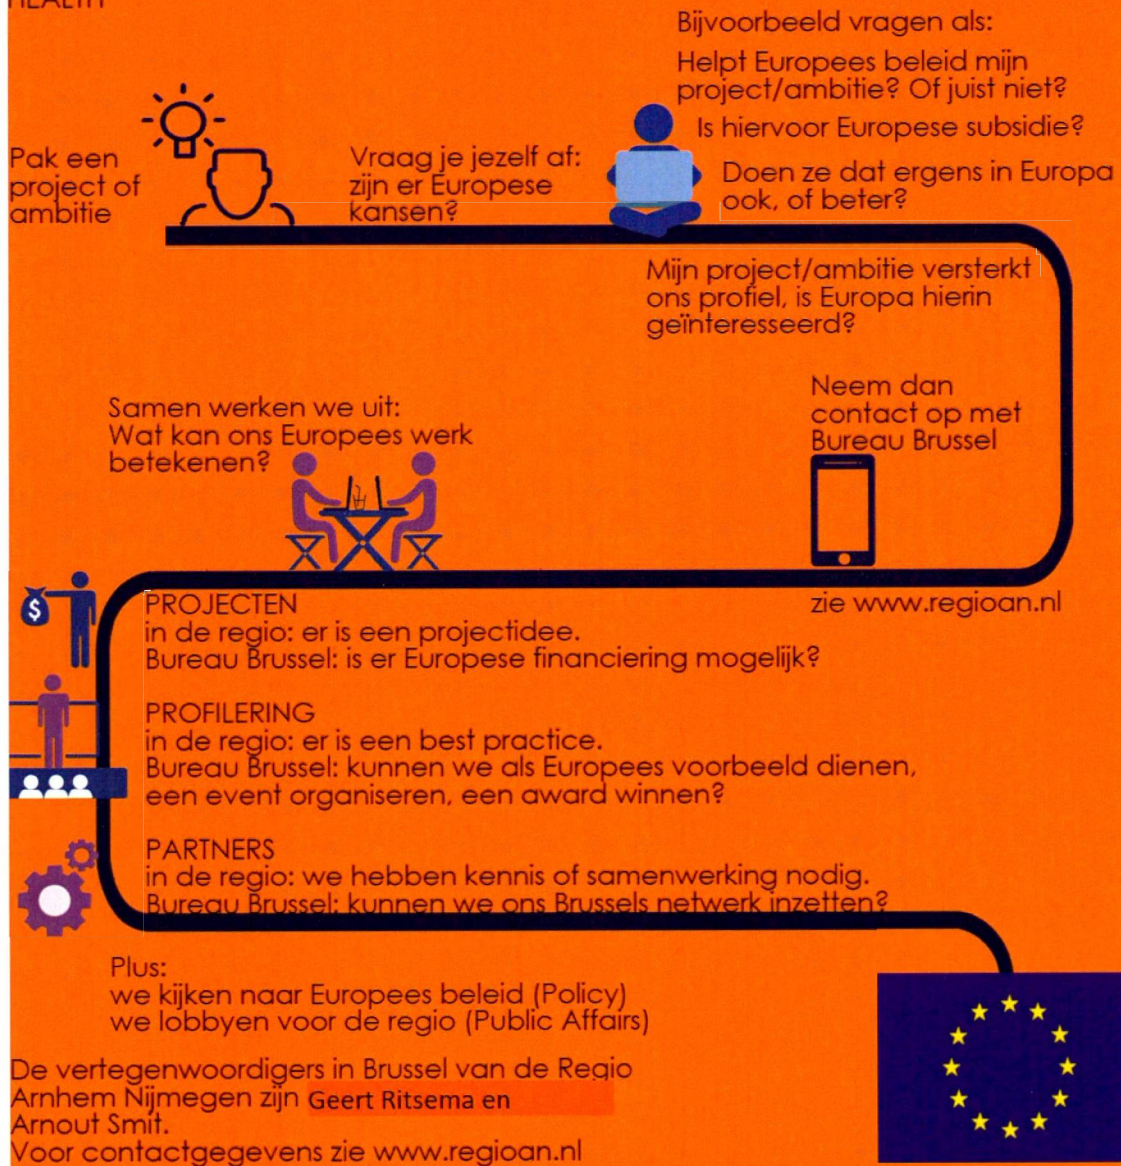 HEALTH
Bijvoorbeeld vragen als:
Helpt Europees beleid mijn
project/ambitie? Of juist niet?
Is hiervoor Europese subsidie?
Doen ze dat ergens in Europa
ook, of beter?
Pak een
project of
ambitie
Vraag je jezelf af:
zijn er Europese
kansen?
Mijn project/ambitie versterkt
ons profiel, is Europa hierin
geïnteresseerd?
Neem dan
contact op met
Bureau Brussel
zie www.regioan.nl
Samen werken we uit:
Wat kan ons Europees werk
betekenen?
$
PROJECTEN
in de regio: er is een projectidee.
Bureau Brussel: is er Europese financiering mogelijk?
PROFILERING
in de regio: er is een best practice.
Bureau Brussel: kunnen we als Europees voorbeeld dienen,
een event organiseren, een award winnen?
PARTNERS
in de regio: we hebben kennis of samenwerking nodig.
Bureau Brussel: kunnen we ons Brussels netwerk inzetten?
Plus:
we kijken naar Europees beleid (Policy)
we lobbyen voor de regio (Public Affairs)
De vertegenwoordigers in Brussel van de Regio
Arnhem Nijmegen zijn Geert Ritsema en
Arnout Smit.
Voor contactgegevens zie www.regioan.nl